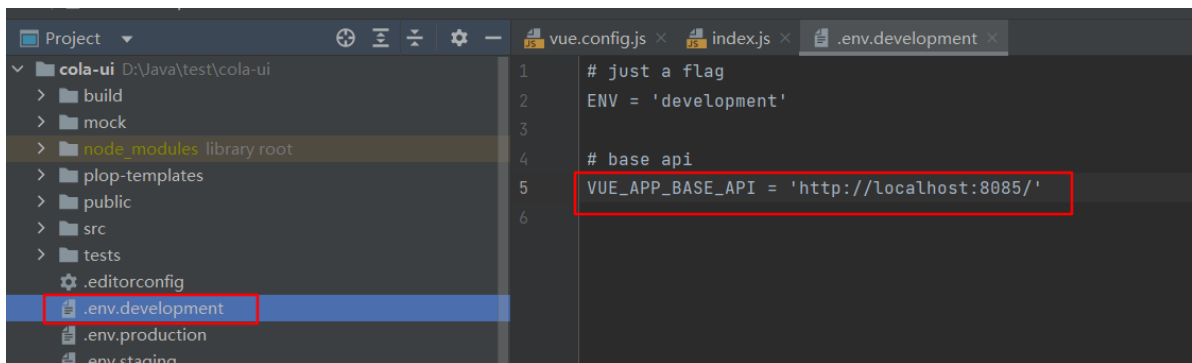 Project
vue.config.js
index.js
.env.development
cola-ui D:\Java\test\cola-ui
build
mock
node_modules library root
plop-templates
public
src
tests
.editorconfig
.env.development
.env.production
.env.staging
1 # just a flag
2 ENV = 'development'
3
4 # base api
5 VUE_APP_BASE_API = 'http://localhost:8085/'
6